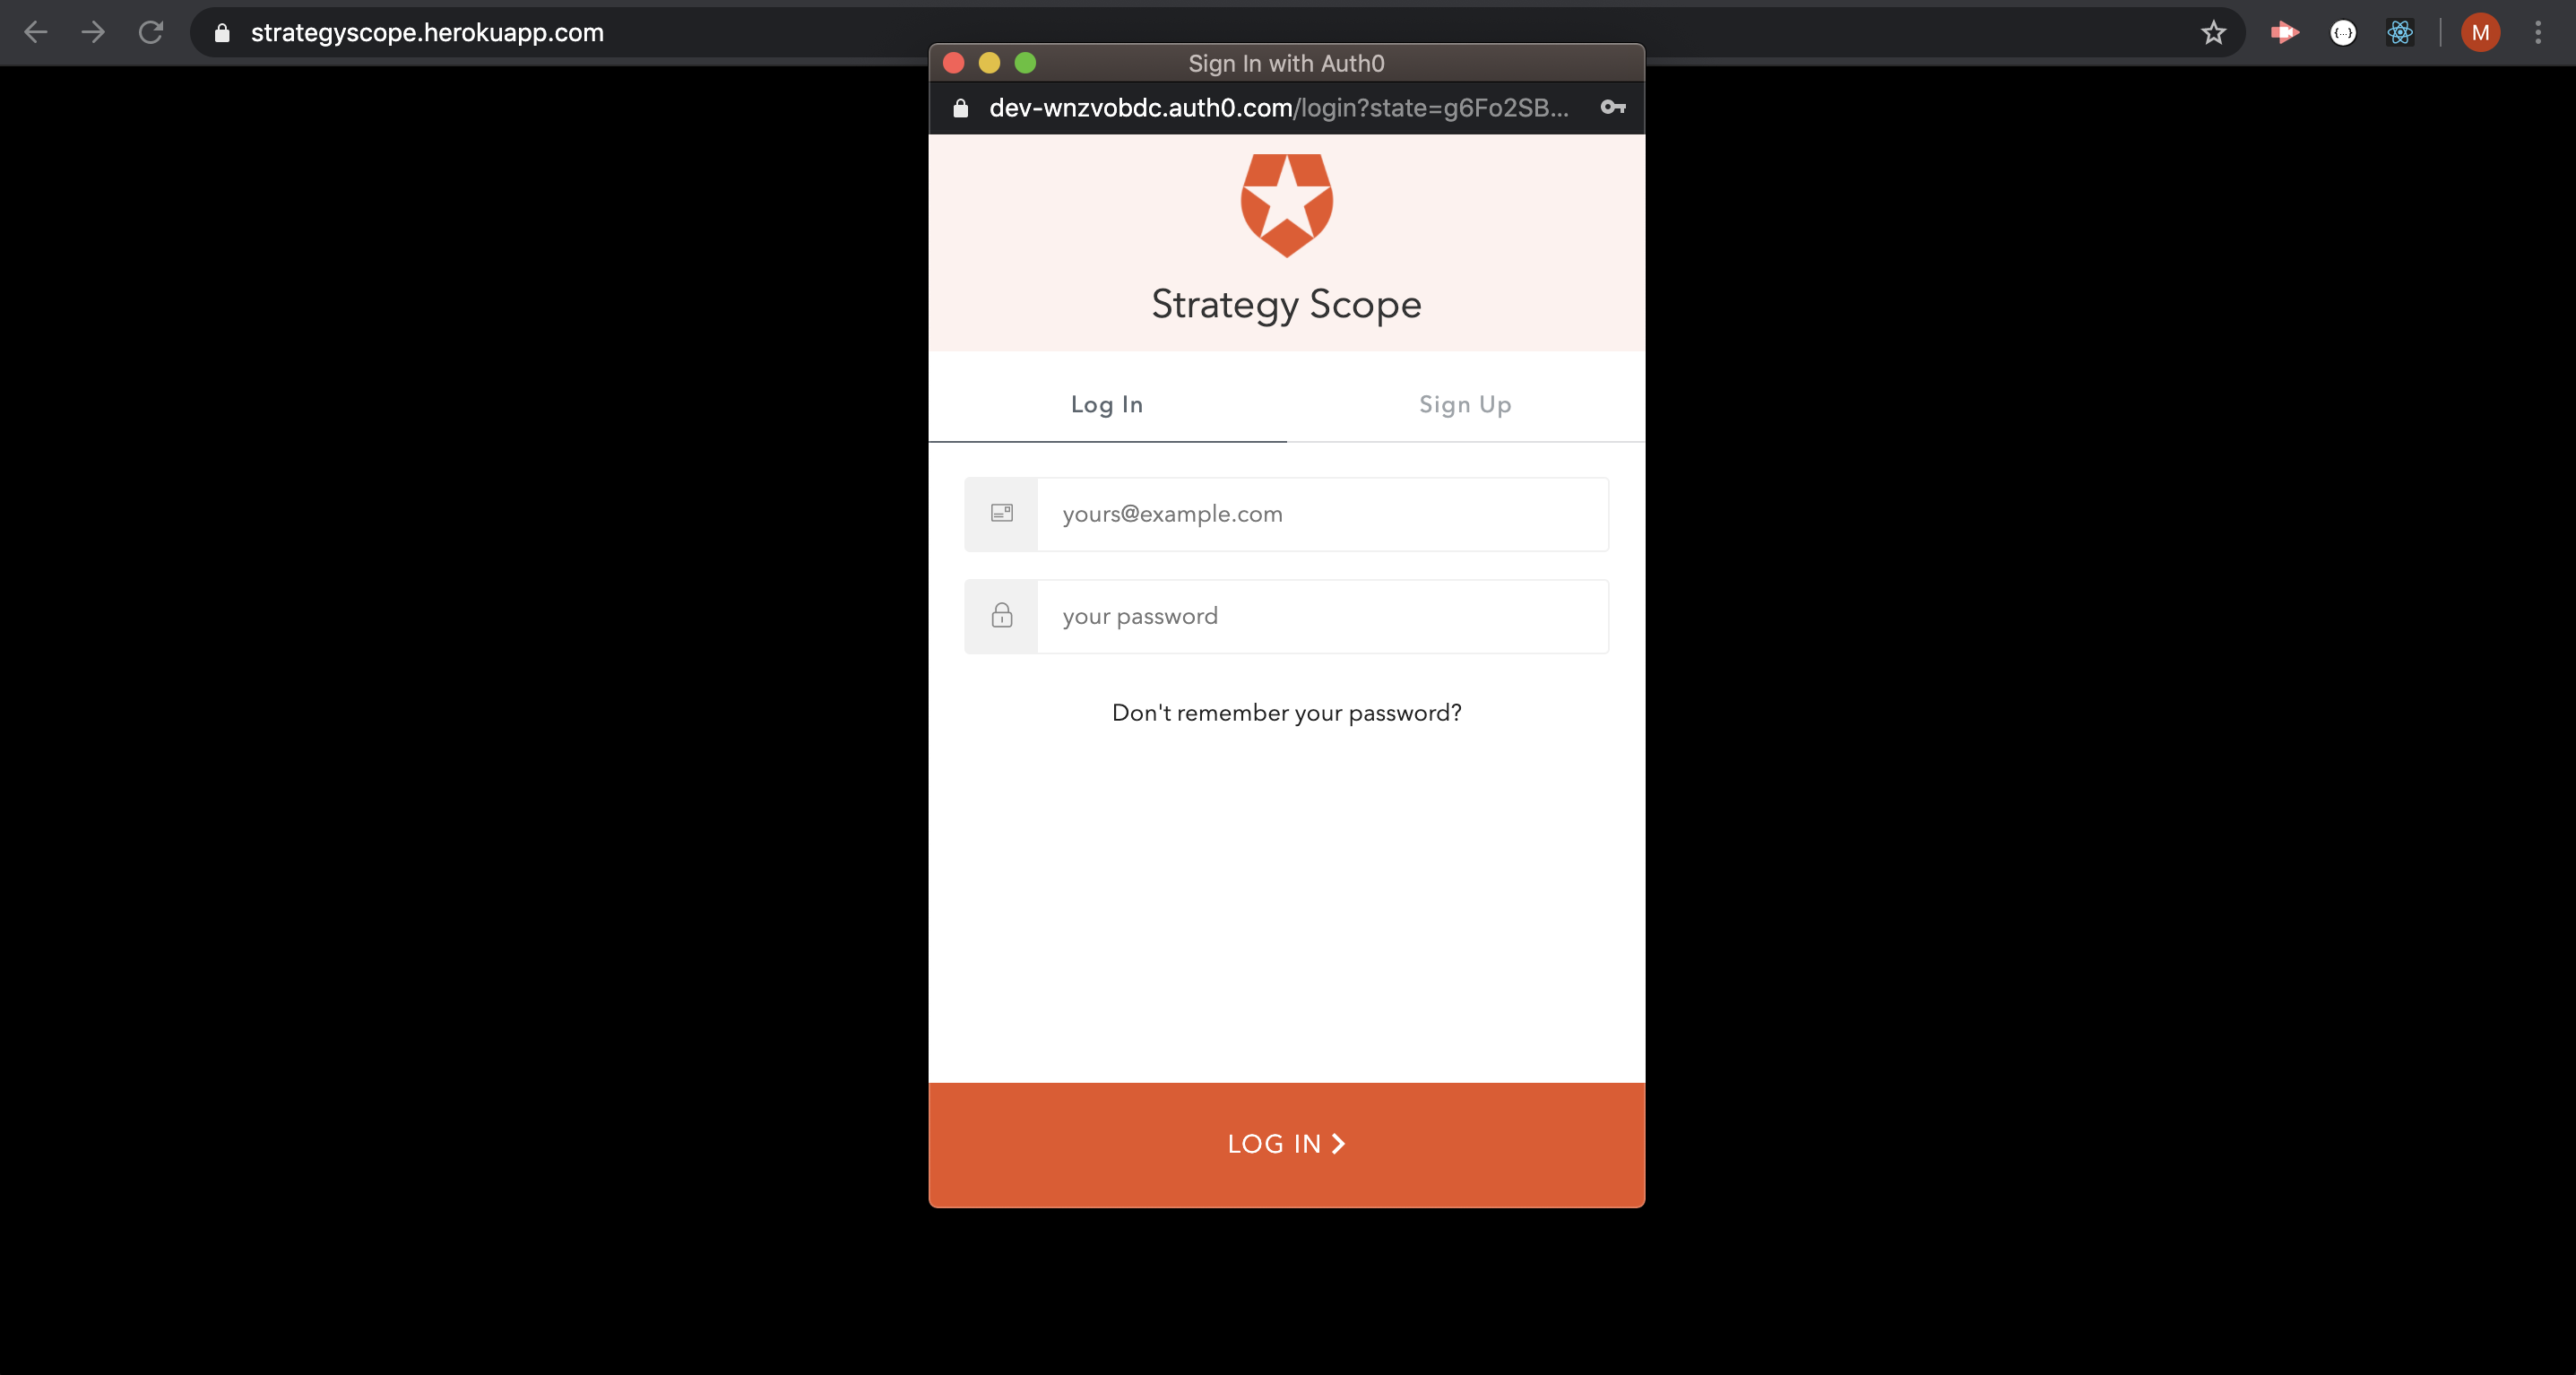 strategyscope.herokuapp.com
M
Sign In with Auth0
dev-wnzvobdc.auth0.com/login?state=g6Fo2SB...
Strategy Scope
Log In
Sign Up
yours@example.com
your password
Don't remember your password?
LOG IN